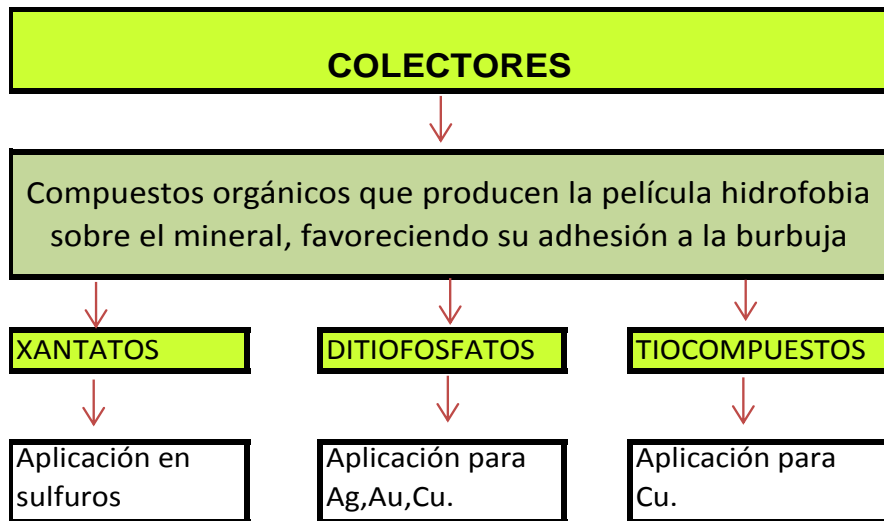 COLECTORES
Compuestos orgánicos que producen la película hidrofobia
sobre el mineral, favoreciendo su adhesión a la burbuja
XANTATOS
DITIOFOSFATOS
TIOCOMPUESTOS
Aplicación en
sulfuros
Aplicación para
Ag,Au,Cu.
Aplicación para
Cu.